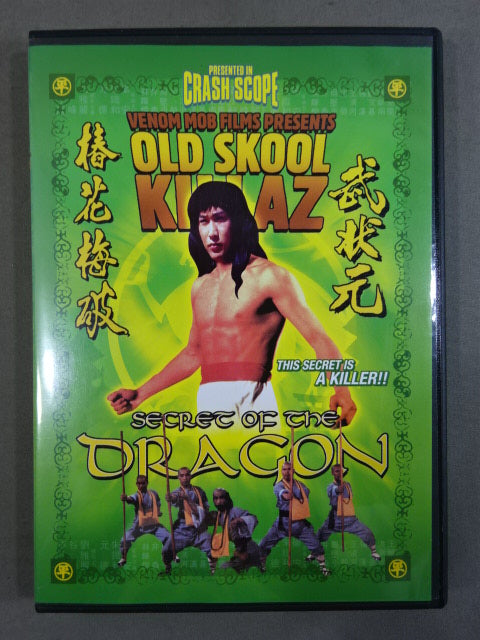 PRESENTED IN
CRASH SCOPE
VENOM MOB FILMS PRESENTS
OLD SKOOL
KILLAZ
武状元
椿花梅破
THIS SECRET IS
A KILLER!!
SECRET OF THE
DRAGON